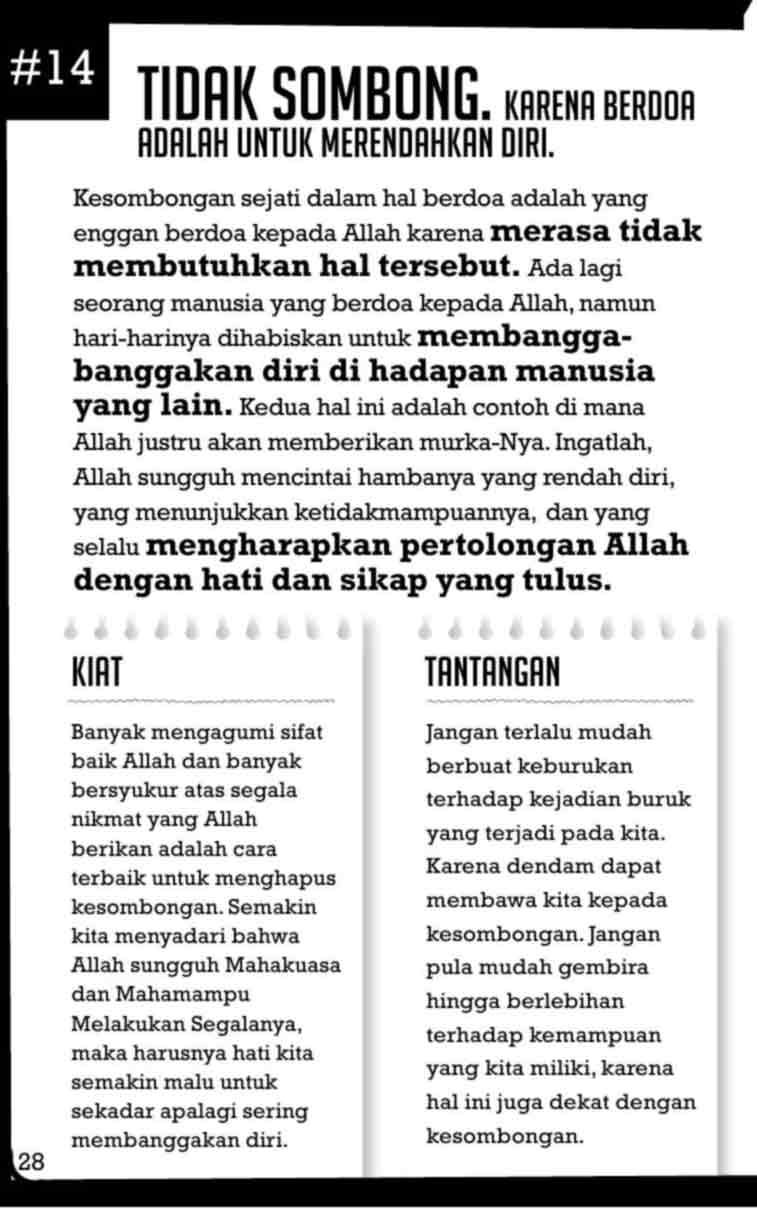 #14
TIDAK SOMBONG. KARENA BERDOA
ADALAH UNTUK MERENDAHKAN DIRI.
Kesombongan sejati dalam hal berdoa adalah yang
enggan berdoa kepada Allah karena merasa tidak
membutuhkan hal tersebut. Ada lagi
seorang manusia yang berdoa kepada Allah, namun
hari-harinya dihabiskan untuk membangga-
banggakan diri di hadapan manusia
yang lain. Kedua hal ini adalah contoh di mana
Allah justru akan memberikan murka-Nya. Ingatlah,
Allah sungguh mencintai hambanya yang rendah diri,
yang menunjukkan ketidakmampuannya, dan yang
selalu mengharapkan pertolongan Allah
dengan hati dan sikap yang tulus.
KIAT
Banyak mengagumi sifat
baik Allah dan banyak
bersyukur atas segala
nikmat yang Allah
berikan adalah cara
terbaik untuk menghapus
kesombongan. Semakin
kita menyadari bahwa
Allah sungguh Mahakuasa
dan Mahamampu
Melakukan Segalanya,
maka harusnya hati kita
semakin malu untuk
sekadar apalagi sering
membanggakan diri.
TANTANGAN
Jangan terlalu mudah
berbuat keburukan
terhadap kejadian buruk
yang terjadi pada kita.
Karena dendam dapat
membawa kita kepada
kesombongan. Jangan
pula mudah gembira
hingga berlebihan
terhadap kemampuan
yang kita miliki, karena
hal ini juga dekat dengan
kesombongan.
28